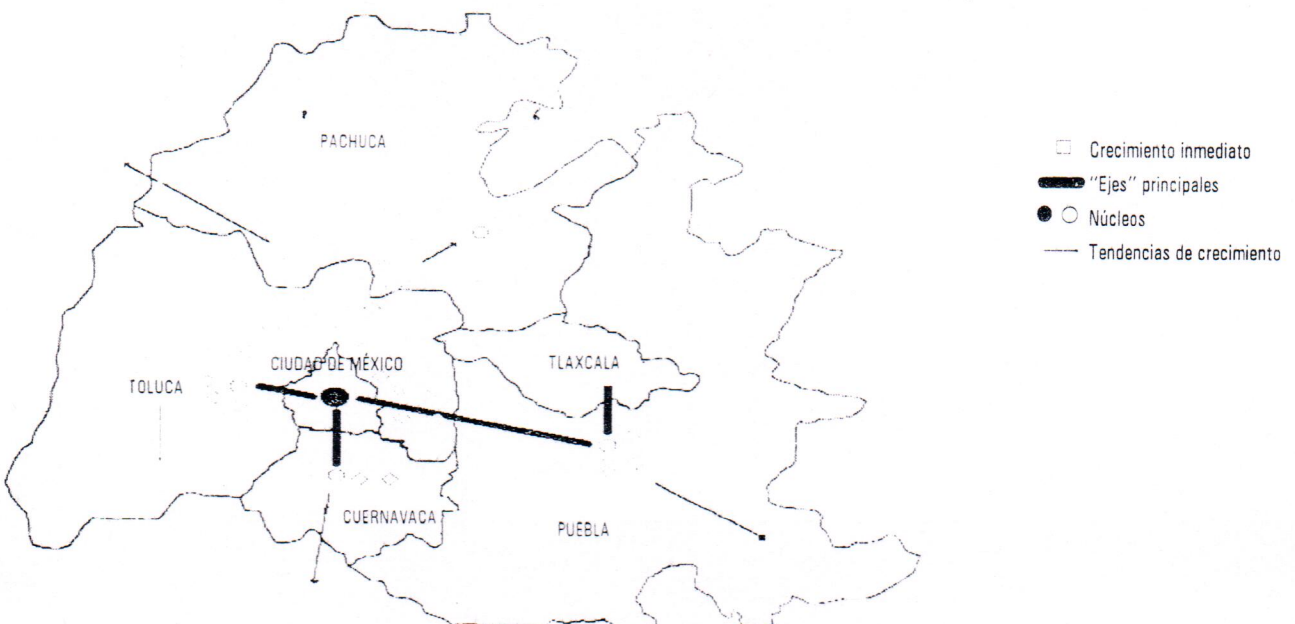 PACHUCA
CIUDAD DE MÉXICO
TLAXCALA
TOLUCA
CUERNAVACA
PUEBLA
Crecimiento inmediato
"Ejes" principales
Núcleos
Tendencias de crecimiento